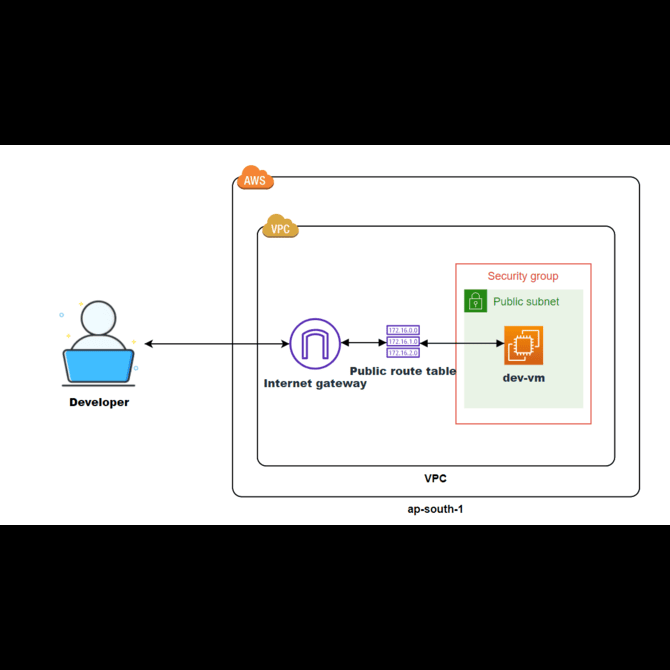 AWS
VPC
Security group
Public subnet
172.16.0.0
172.16.1.0
172.16.2.0
Internet gateway
Public route table
dev-vm
Developer
VPC
ap-south-1